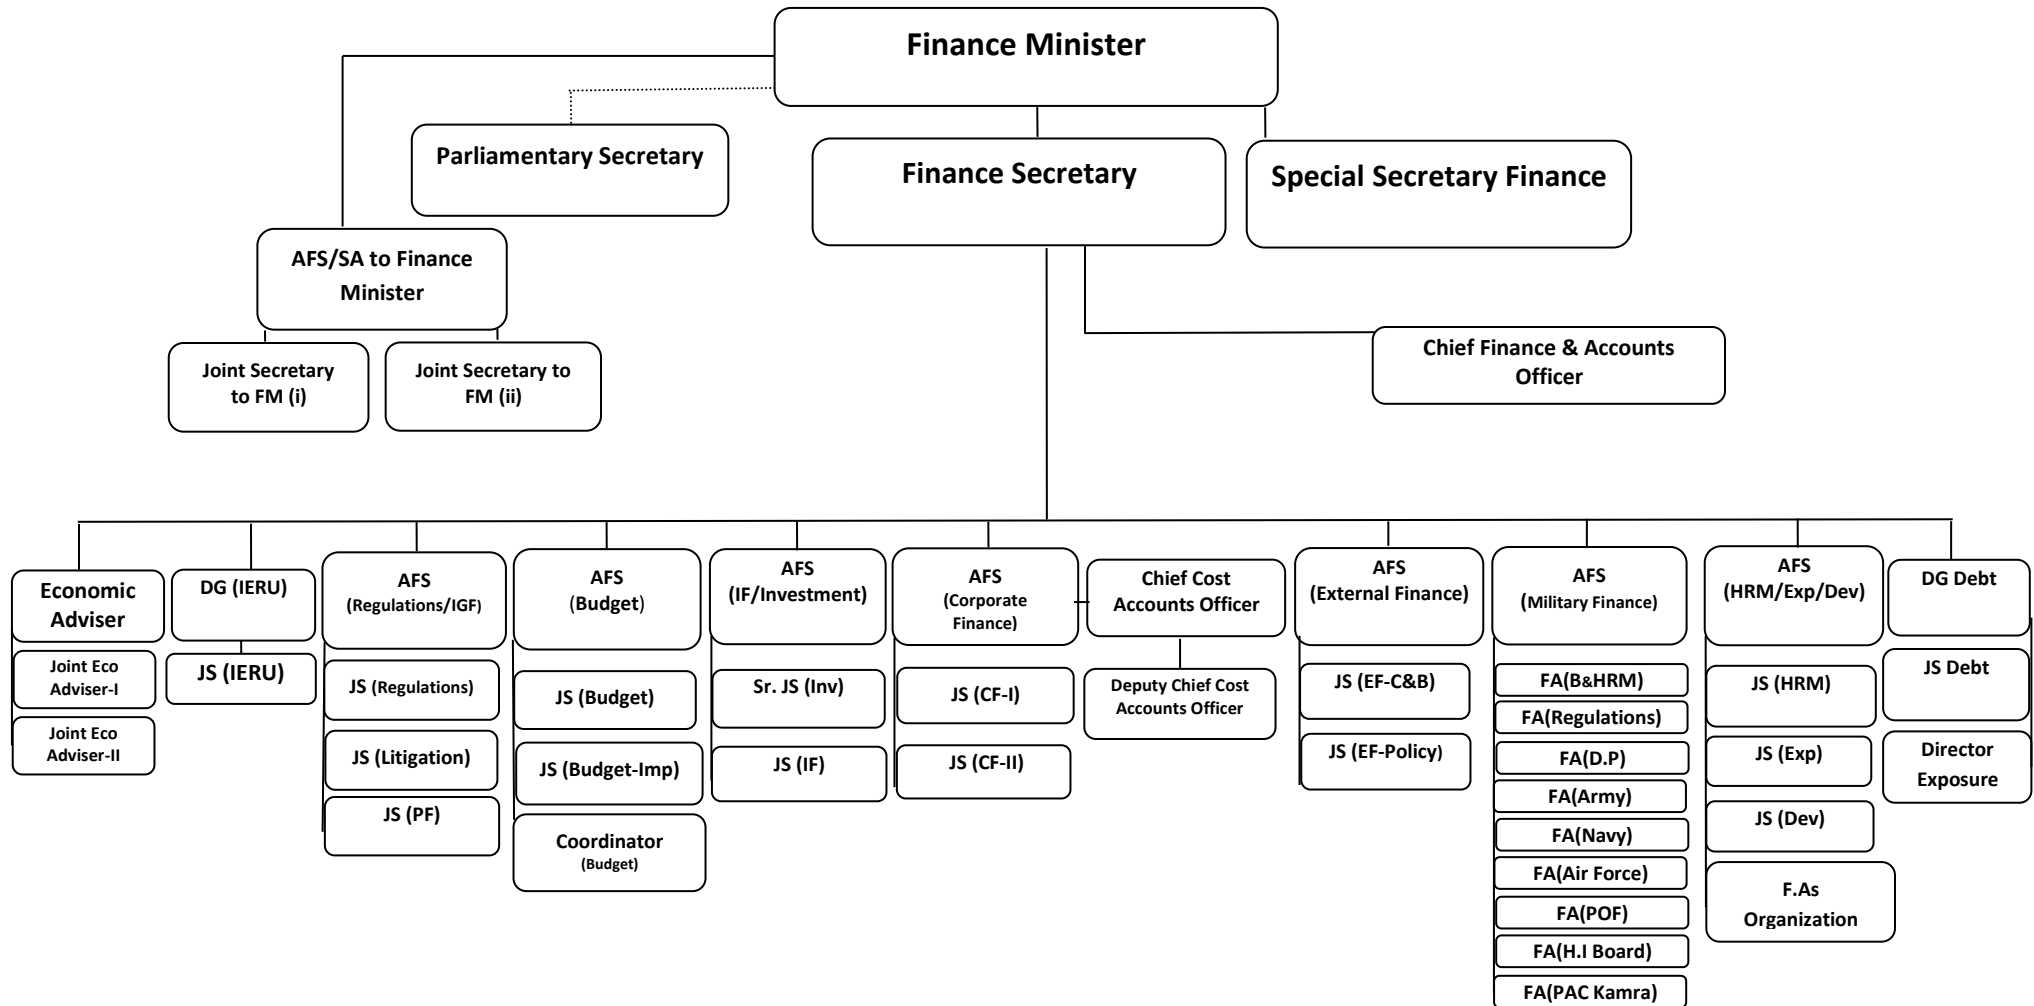 Finance Minister
Parliamentary Secretary
Finance Secretary
Special Secretary Finance
AFS/SA to Finance
Minister
Joint Secretary
to FM (i)
Joint Secretary to
FM (ii)
Chief Finance & Accounts
Officer
Economic
Adviser
Joint Eco
Adviser-I
Joint Eco
Adviser-II
DG (IERU)
JS (IERU)
AFS
(Regulations/IGF)
JS (Regulations)
JS (Litigation)
JS (PF)
AFS
(Budget)
JS (Budget)
JS (Budget-Imp)
Coordinator
(Budget)
AFS
(IF/Investment)
Sr. JS (Inv)
JS (IF)
AFS
(Corporate
Finance)
JS (CF-I)
JS (CF-II)
Chief Cost
Accounts Officer
Deputy Chief Cost
Accounts Officer
AFS
(External Finance)
JS (EF-C&B)
JS (EF-Policy)
AFS
(Military Finance)
FA(B&HRM)
FA(Regulations)
FA(D.P)
FA(Army)
FA(Navy)
FA(Air Force)
FA(POF)
FA(H.I Board)
FA(PAC Kamra)
AFS
(HRM/Exp/Dev)
JS (HRM)
JS (Exp)
JS (Dev)
F.As
Organization
DG Debt
JS Debt
Director
Exposure